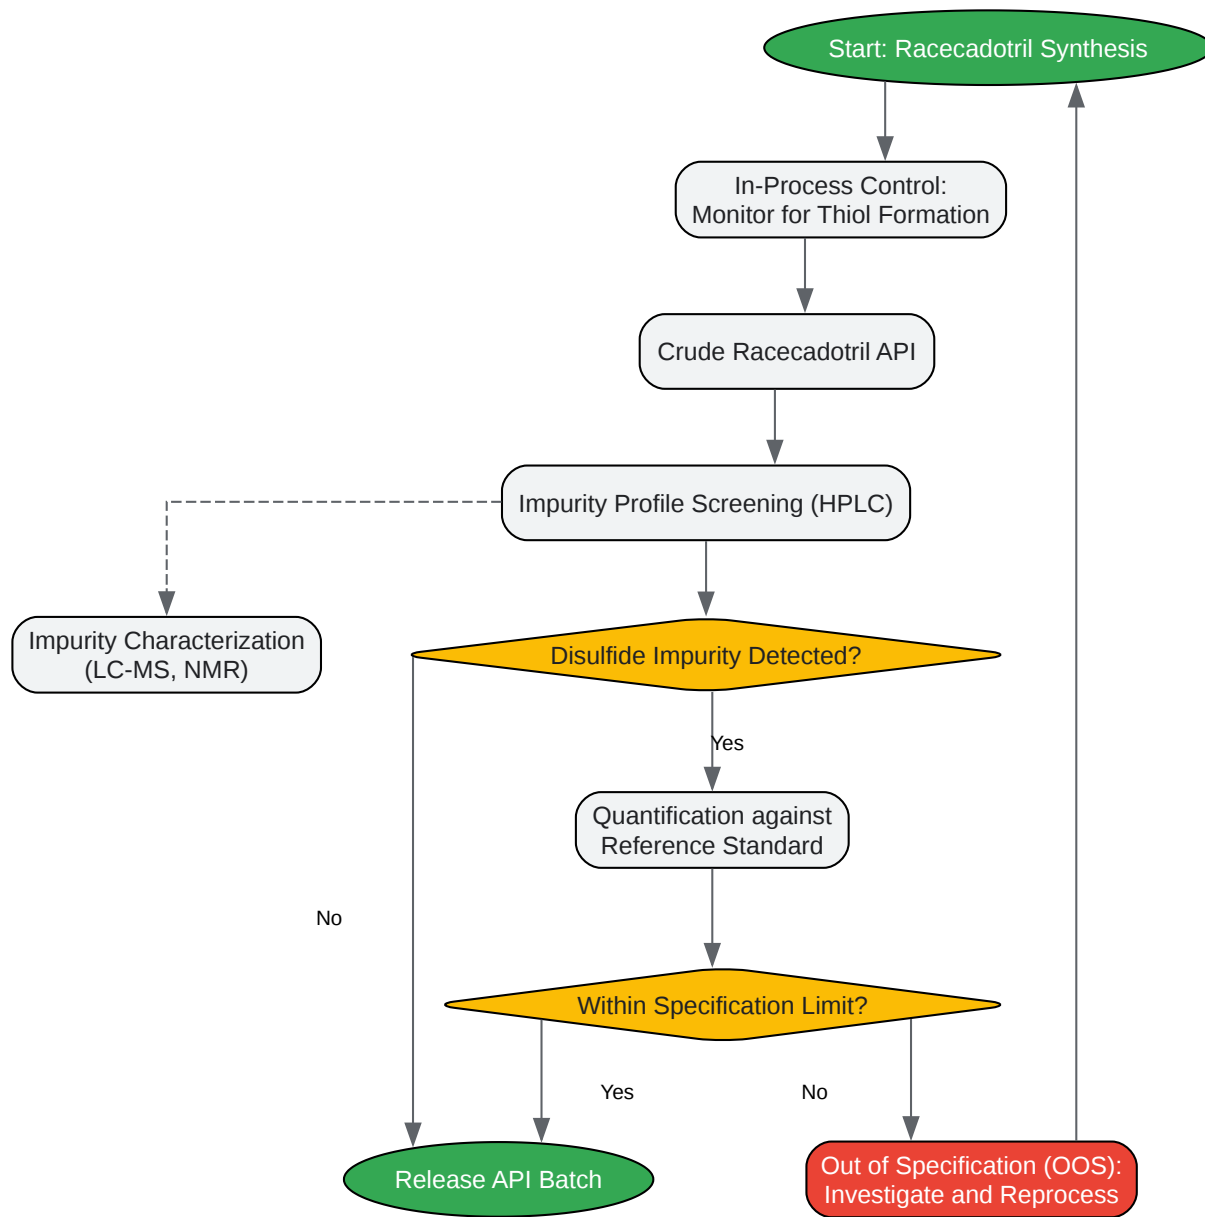 Start: Racecadotril Synthesis
In-Process Control:
Monitor for Thiol Formation
Crude Racecadotril API
Impurity Profile Screening (HPLC)
Impurity Characterization
(LC-MS, NMR)
Disulfide Impurity Detected?
Yes
Quantification against
Reference Standard
No
Within Specification Limit?
Yes
No
Release API Batch
Out of Specification (OOS):
Investigate and Reprocess